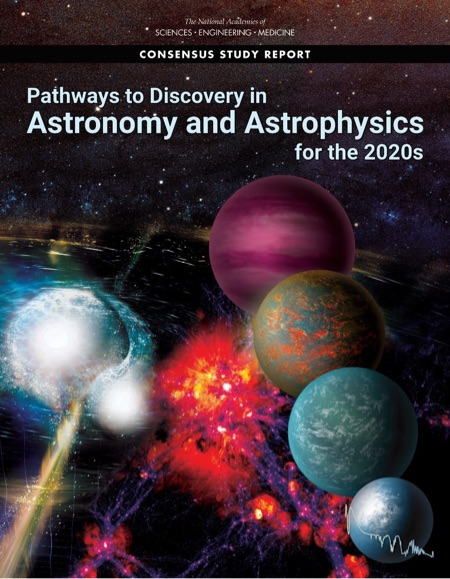 The National Academies of
SCIENCES • ENGINEERING • MEDICINE
CONSENSUS STUDY REPORT
Pathways to Discovery in
Astronomy and Astrophysics
for the 2020s